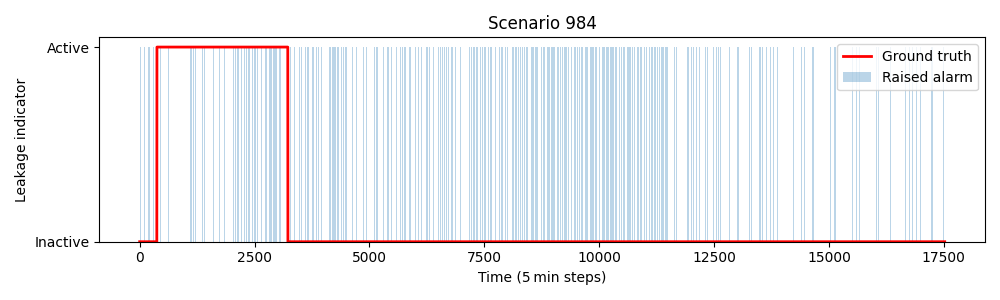 Scenario 984
Active
Inactive
Leakage indicator
Ground truth
Raised alarm
0 2500 5000 7500 10000 12500 15000 17500
Time (5 min steps)